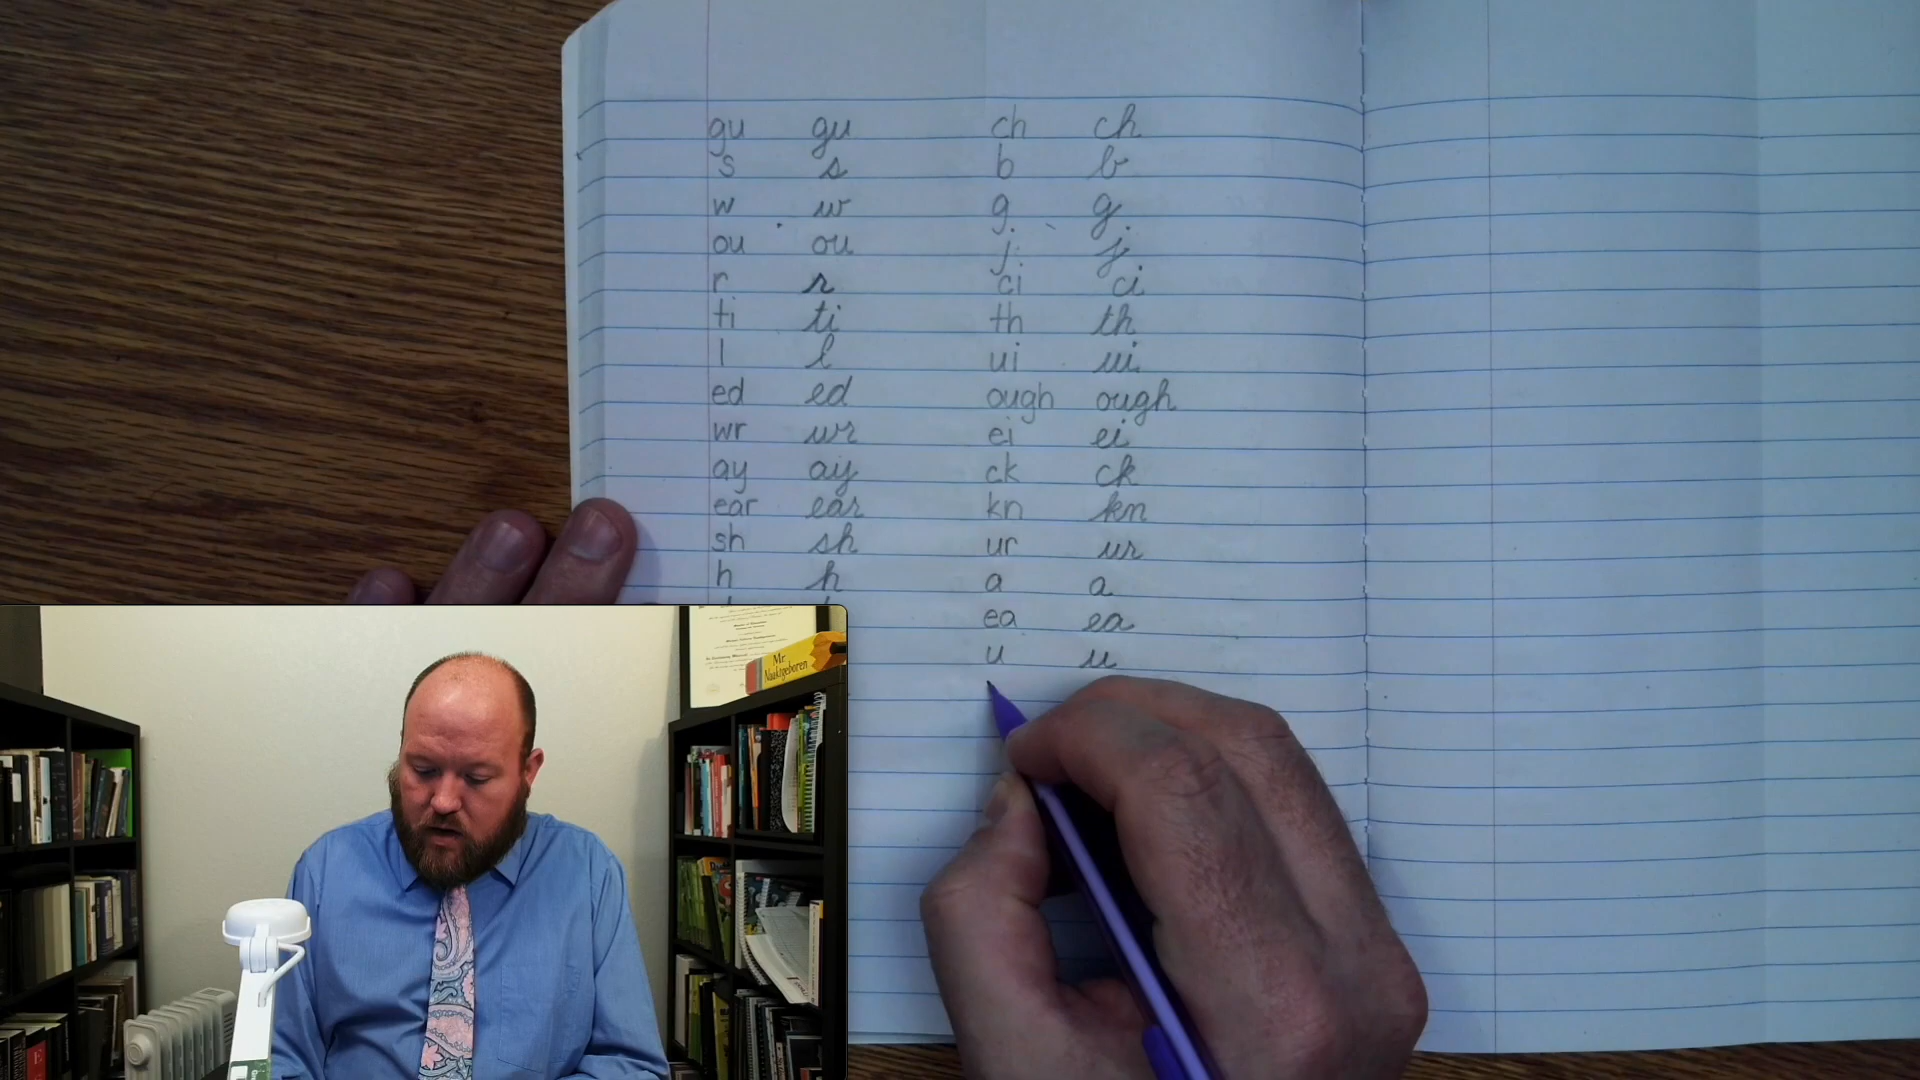 gu gu ch ch
s s b b
w w g g
ou ou j j
r r ci ci
ti ti th th
l l ui ui
ed ed ough ough
wr wr ei ei
ay ay ck ck
ear ear kn kn
sh sh ur ur
h h a a
ea ea
u u
Mr.
Naaktgeboren